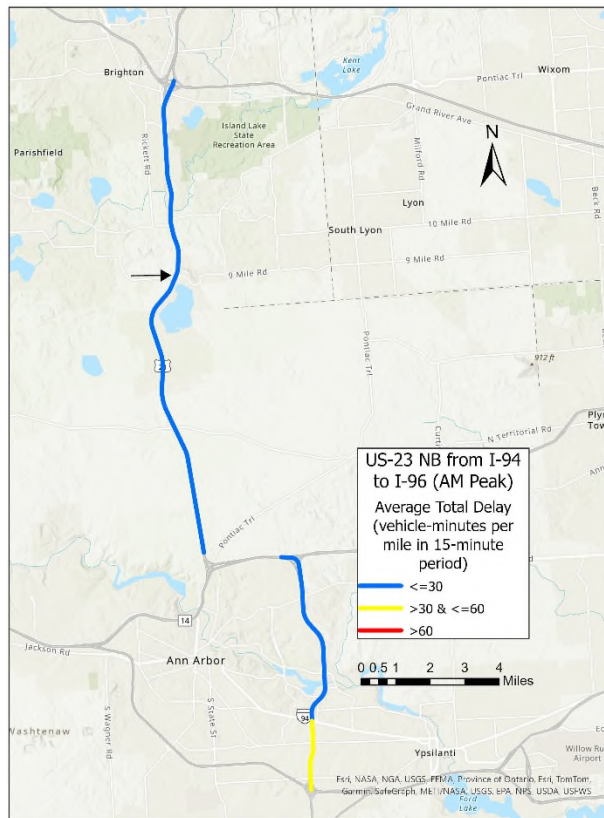 Brighton
Kent
Lake
Pontiac Trl
Wixom
Grand River Ave
Island Lake
State
Recreation Area
Rickett Rd
Parishfield
N
Milford Rd
Beck Rd
Lyon
10 Mile Rd
South Lyon
9 Mile Rd
9 Mile Rd
23
Pontiac Trl
912 ft
N Territorial Rd
US-23 NB from I-94
to I-96 (AM Peak)
Average Total Delay
(vehicle-minutes per
mile in 15-minute
period)
<=30
>30 & <=60
>60
Pontiac Trl
14
Jackson Rd
Ann Arbor
0 0.5 1 2 3 4
Miles
S Wagner Rd
S State St
94
Washtenaw
Ypsilanti
Willow Ru
Airport
Esri, NASA, NGA, USGS, FEMA, Province of Ontario, Esri, TomTom,
Garmin, SafeGraph, METI/NASA, USGS, EPA, NPS, USDA, USFWS
Ford
Lake